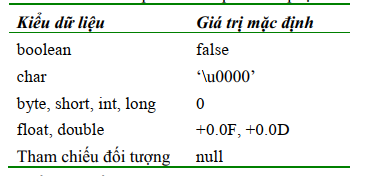 Kiểu dữ liệu Giá trị mặc định
boolean false
char ‘\u0000’
byte, short, int, long 0
float, double +0.0F, +0.0D
Tham chiếu đối tượng null